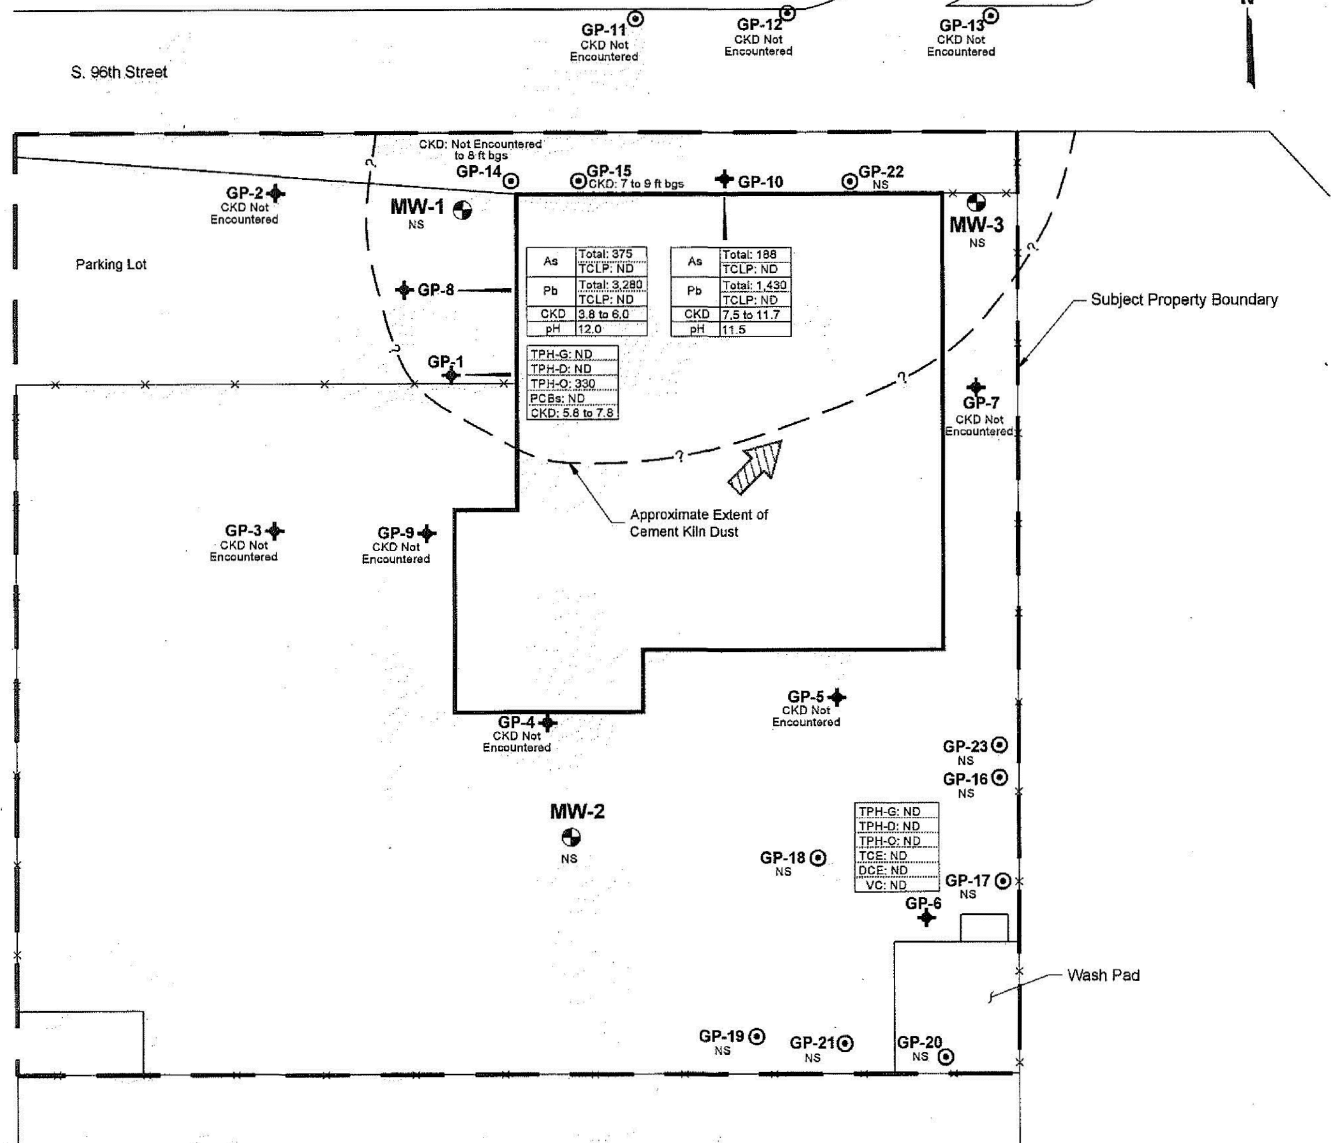 N
GP-11
CKD Not
Encountered
GP-12
CKD Not
Encountered
GP-13
CKD Not
Encountered
S. 96th Street
CKD: Not Encountered
to 8 ft bgs
GP-14
GP-15
CKD: 7 to 9 ft bgs
GP-10
GP-22
NS
GP-2
CKD Not
Encountered
MW-1
NS
MW-3
NS
Parking Lot
?
?
As Total: 375
TCLP: ND
Pb Total: 3,280
TCLP: ND
CKD 3.8 to 6.0
pH 12.0
As Total: 188
TCLP: ND
Pb Total: 1,430
TCLP: ND
CKD 7.5 to 11.7
pH 11.5
GP-8
Subject Property Boundary
?
GP-1
TPH-G: ND
TPH-D: ND
TPH-O: 330
PCBs: ND
CKD: 5.8 to 7.8
?
GP-7
CKD Not
Encountered
?
Approximate Extent of
Cement Kiln Dust
GP-3
CKD Not
Encountered
GP-9
CKD Not
Encountered
GP-5
CKD Not
Encountered
GP-4
CKD Not
Encountered
GP-23
NS
GP-16
NS
MW-2
NS
TPH-G: ND
TPH-D: ND
TPH-O: ND
TCE: ND
DCE: ND
VC: ND
GP-18
NS
GP-17
NS
GP-6
Wash Pad
GP-19
NS
GP-21
NS
GP-20
NS